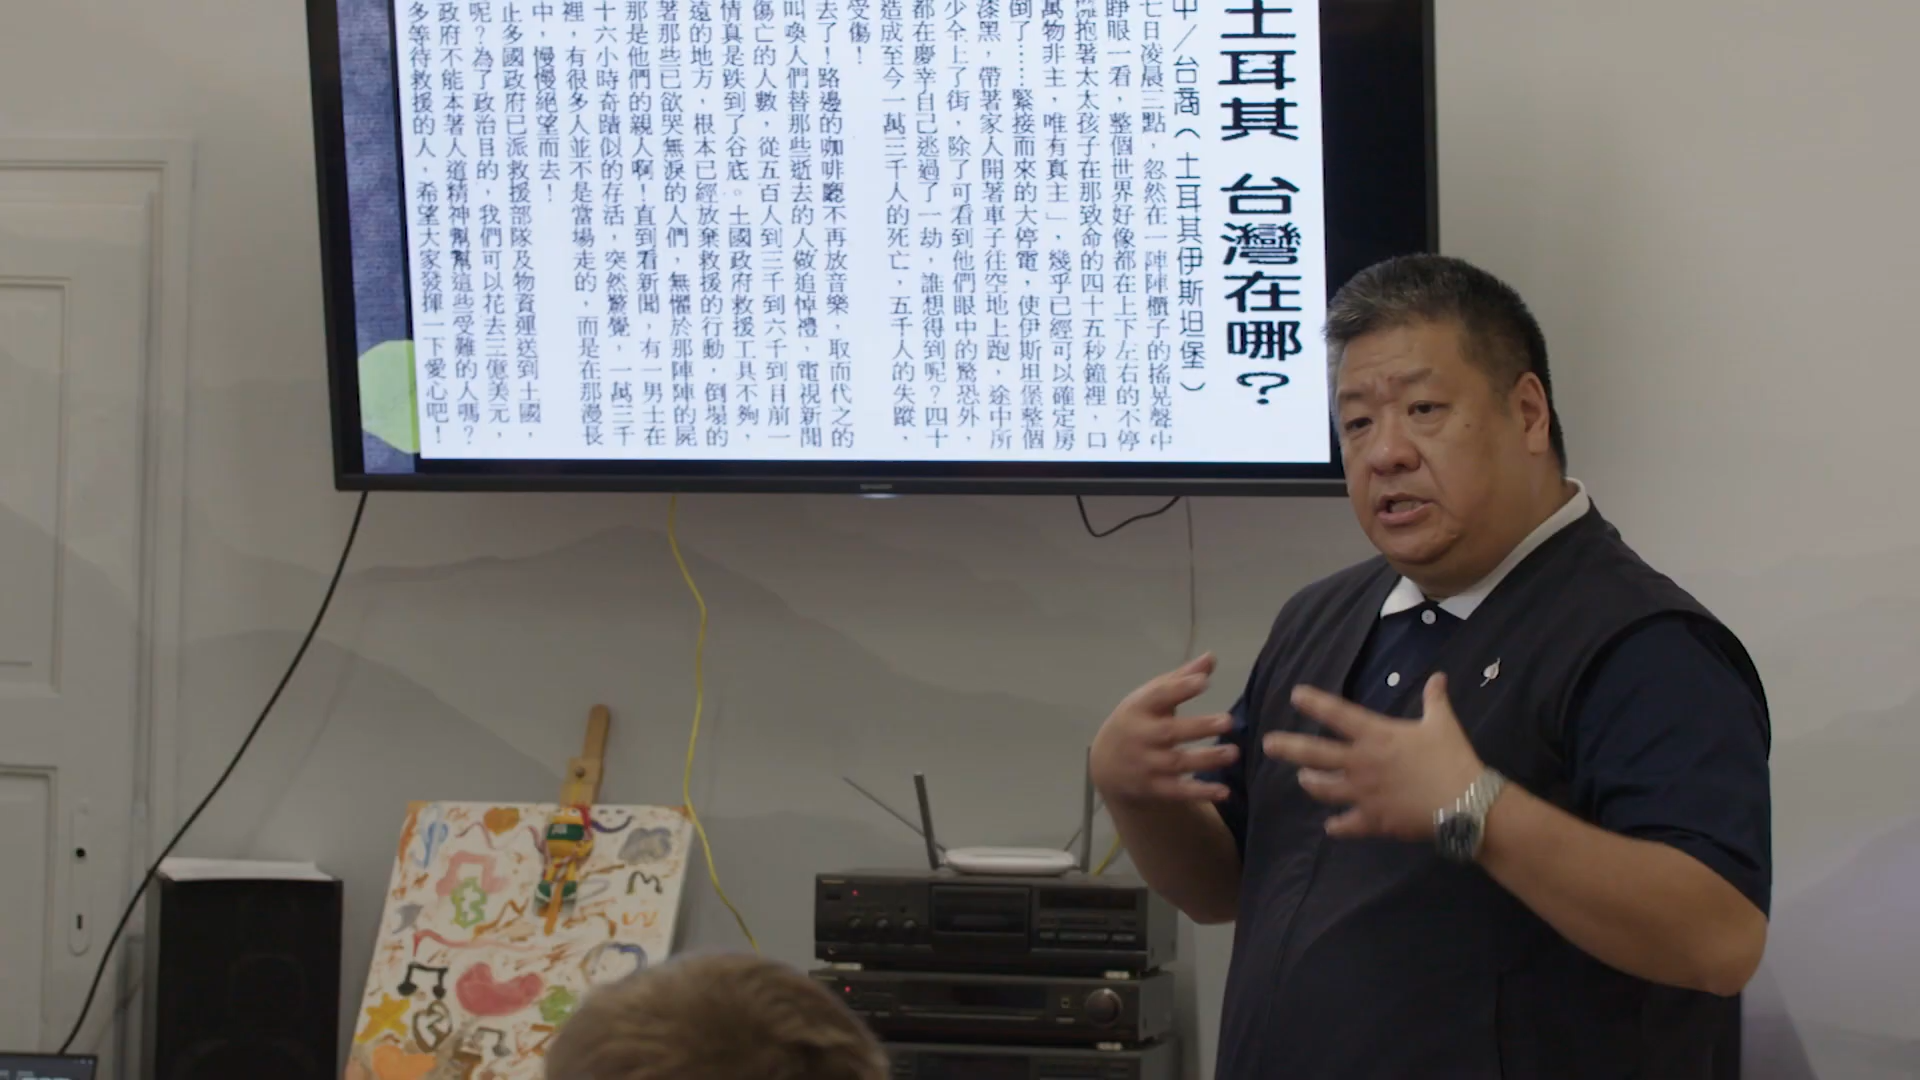 土耳其 台灣在哪？
中／台商（土耳其伊斯坦堡）
七日凌晨三點，忽然在一陣陣櫃子的搖晃聲中
睜眼一看，整個世界好像都在上下左右的不停
擁抱著太太孩子在那致命的四十五秒鐘裡，口
萬物非主，唯有真主」，幾乎已經可以確定房
倒了……緊接而來的大停電，使伊斯坦堡整個
漆黑，帶著家人開著車子往空地上跑，途中所
少全上了街，除了可看到他們眼中的驚恐外，
都在慶幸自己逃過了一劫，誰想得到呢？四十
造成至今一萬三千人的死亡，五千人的失蹤，
受傷！
去了！路邊的咖啡廳不再放音樂，取而代之的
叫喚人們替那些逝去的人做追悼禮，電視新聞
傷亡的人數，從五百人到三千到六千到目前一
情真是跌到了谷底。土國政府救援工具不夠，
遠的地方，根本已經放棄救援的行動，倒塌的
著那些已欲哭無淚的人們，無懼於那陣陣的屍
那是他們的親人啊！直到看新聞，有一男士在
十六小時奇蹟似的存活，突然驚覺，一萬三千
裡，有很多人並不是當場走的，而是在那漫長
中，慢慢絕望而去！
止多國政府已派救援部隊及物資運送到土國，
呢？為了政治目的，我們可以花去三億美元，
政府不能本著人道精神幫幫這些受難的人嗎？
多等待救援的人，希望大家發揮一下愛心吧！
SHARP